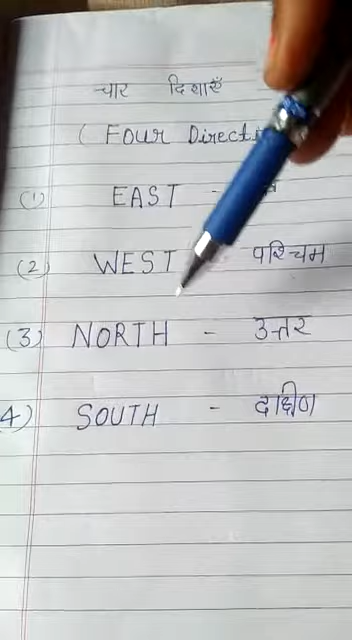 चार दिशाएँ
( Four Direct
(1) EAST -
(2) WEST पश्चिम
(3) NORTH - उत्तर
4) SOUTH - दक्षिण